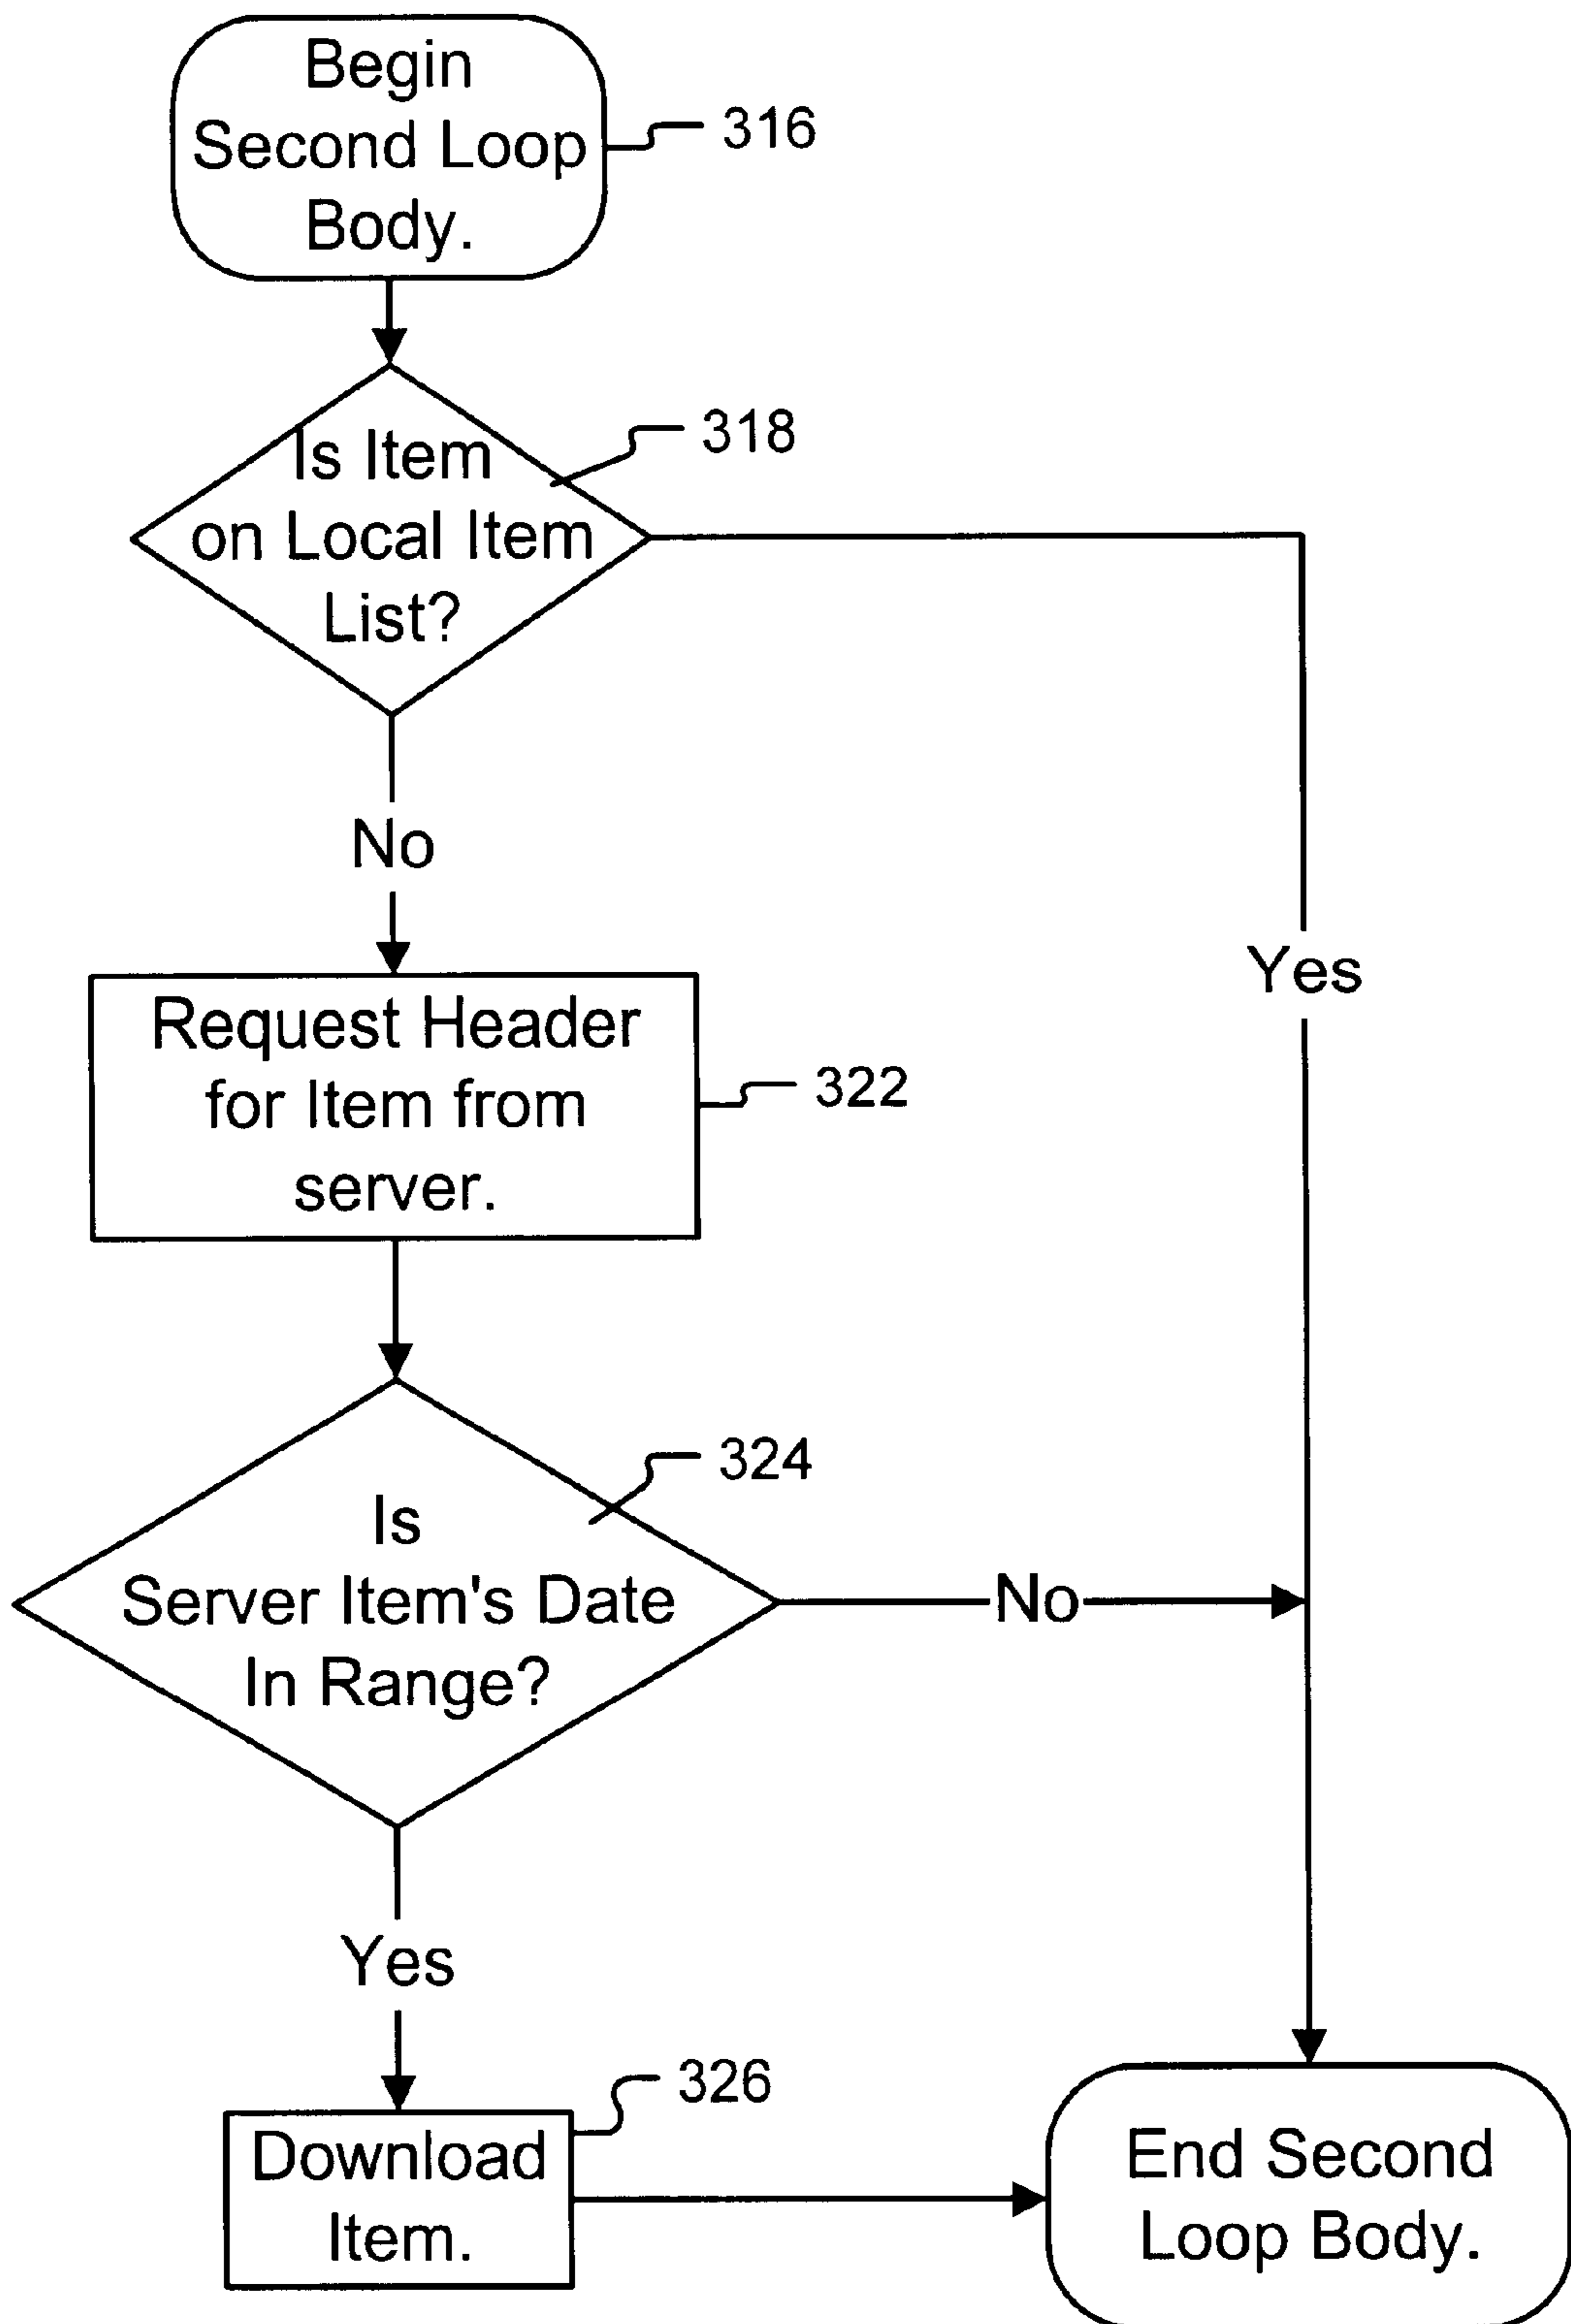 Begin
Second Loop
Body.
316
Is Item
on Local Item
List?
318
No
Yes
Request Header
for Item from
server.
322
Is
Server Item's Date
In Range?
324
No
Yes
Download
Item.
326
End Second
Loop Body.